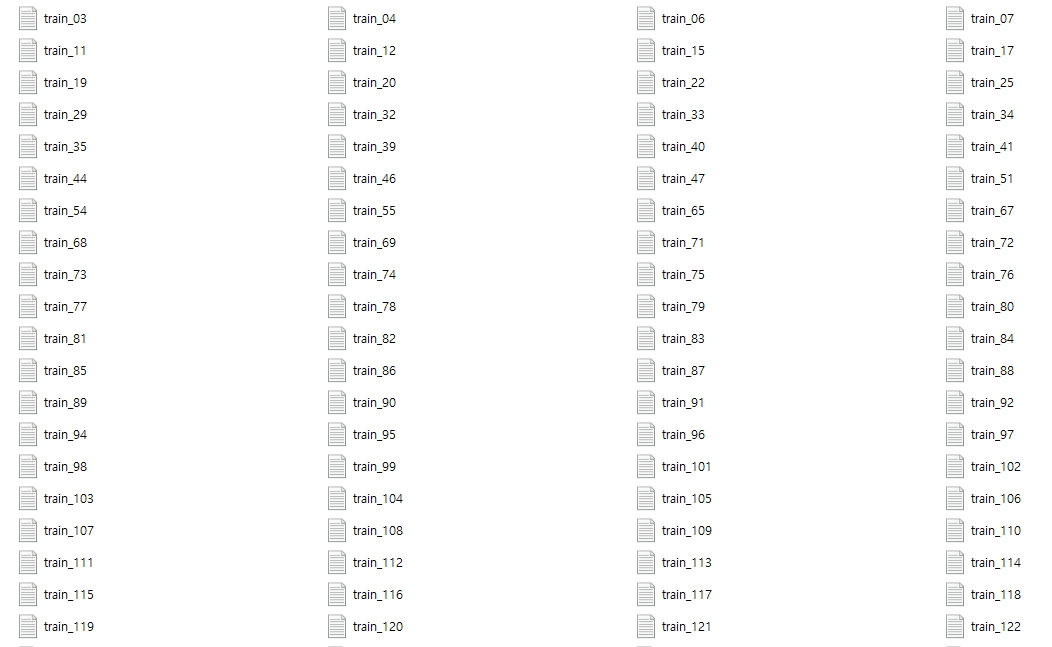 train_03 train_04 train_06 train_07
train_11 train_12 train_15 train_17
train_19 train_20 train_22 train_25
train_29 train_32 train_33 train_34
train_35 train_39 train_40 train_41
train_44 train_46 train_47 train_51
train_54 train_55 train_65 train_67
train_68 train_69 train_71 train_72
train_73 train_74 train_75 train_76
train_77 train_78 train_79 train_80
train_81 train_82 train_83 train_84
train_85 train_86 train_87 train_88
train_89 train_90 train_91 train_92
train_94 train_95 train_96 train_97
train_98 train_99 train_101 train_102
train_103 train_104 train_105 train_106
train_107 train_108 train_109 train_110
train_111 train_112 train_113 train_114
train_115 train_116 train_117 train_118
train_119 train_120 train_121 train_122